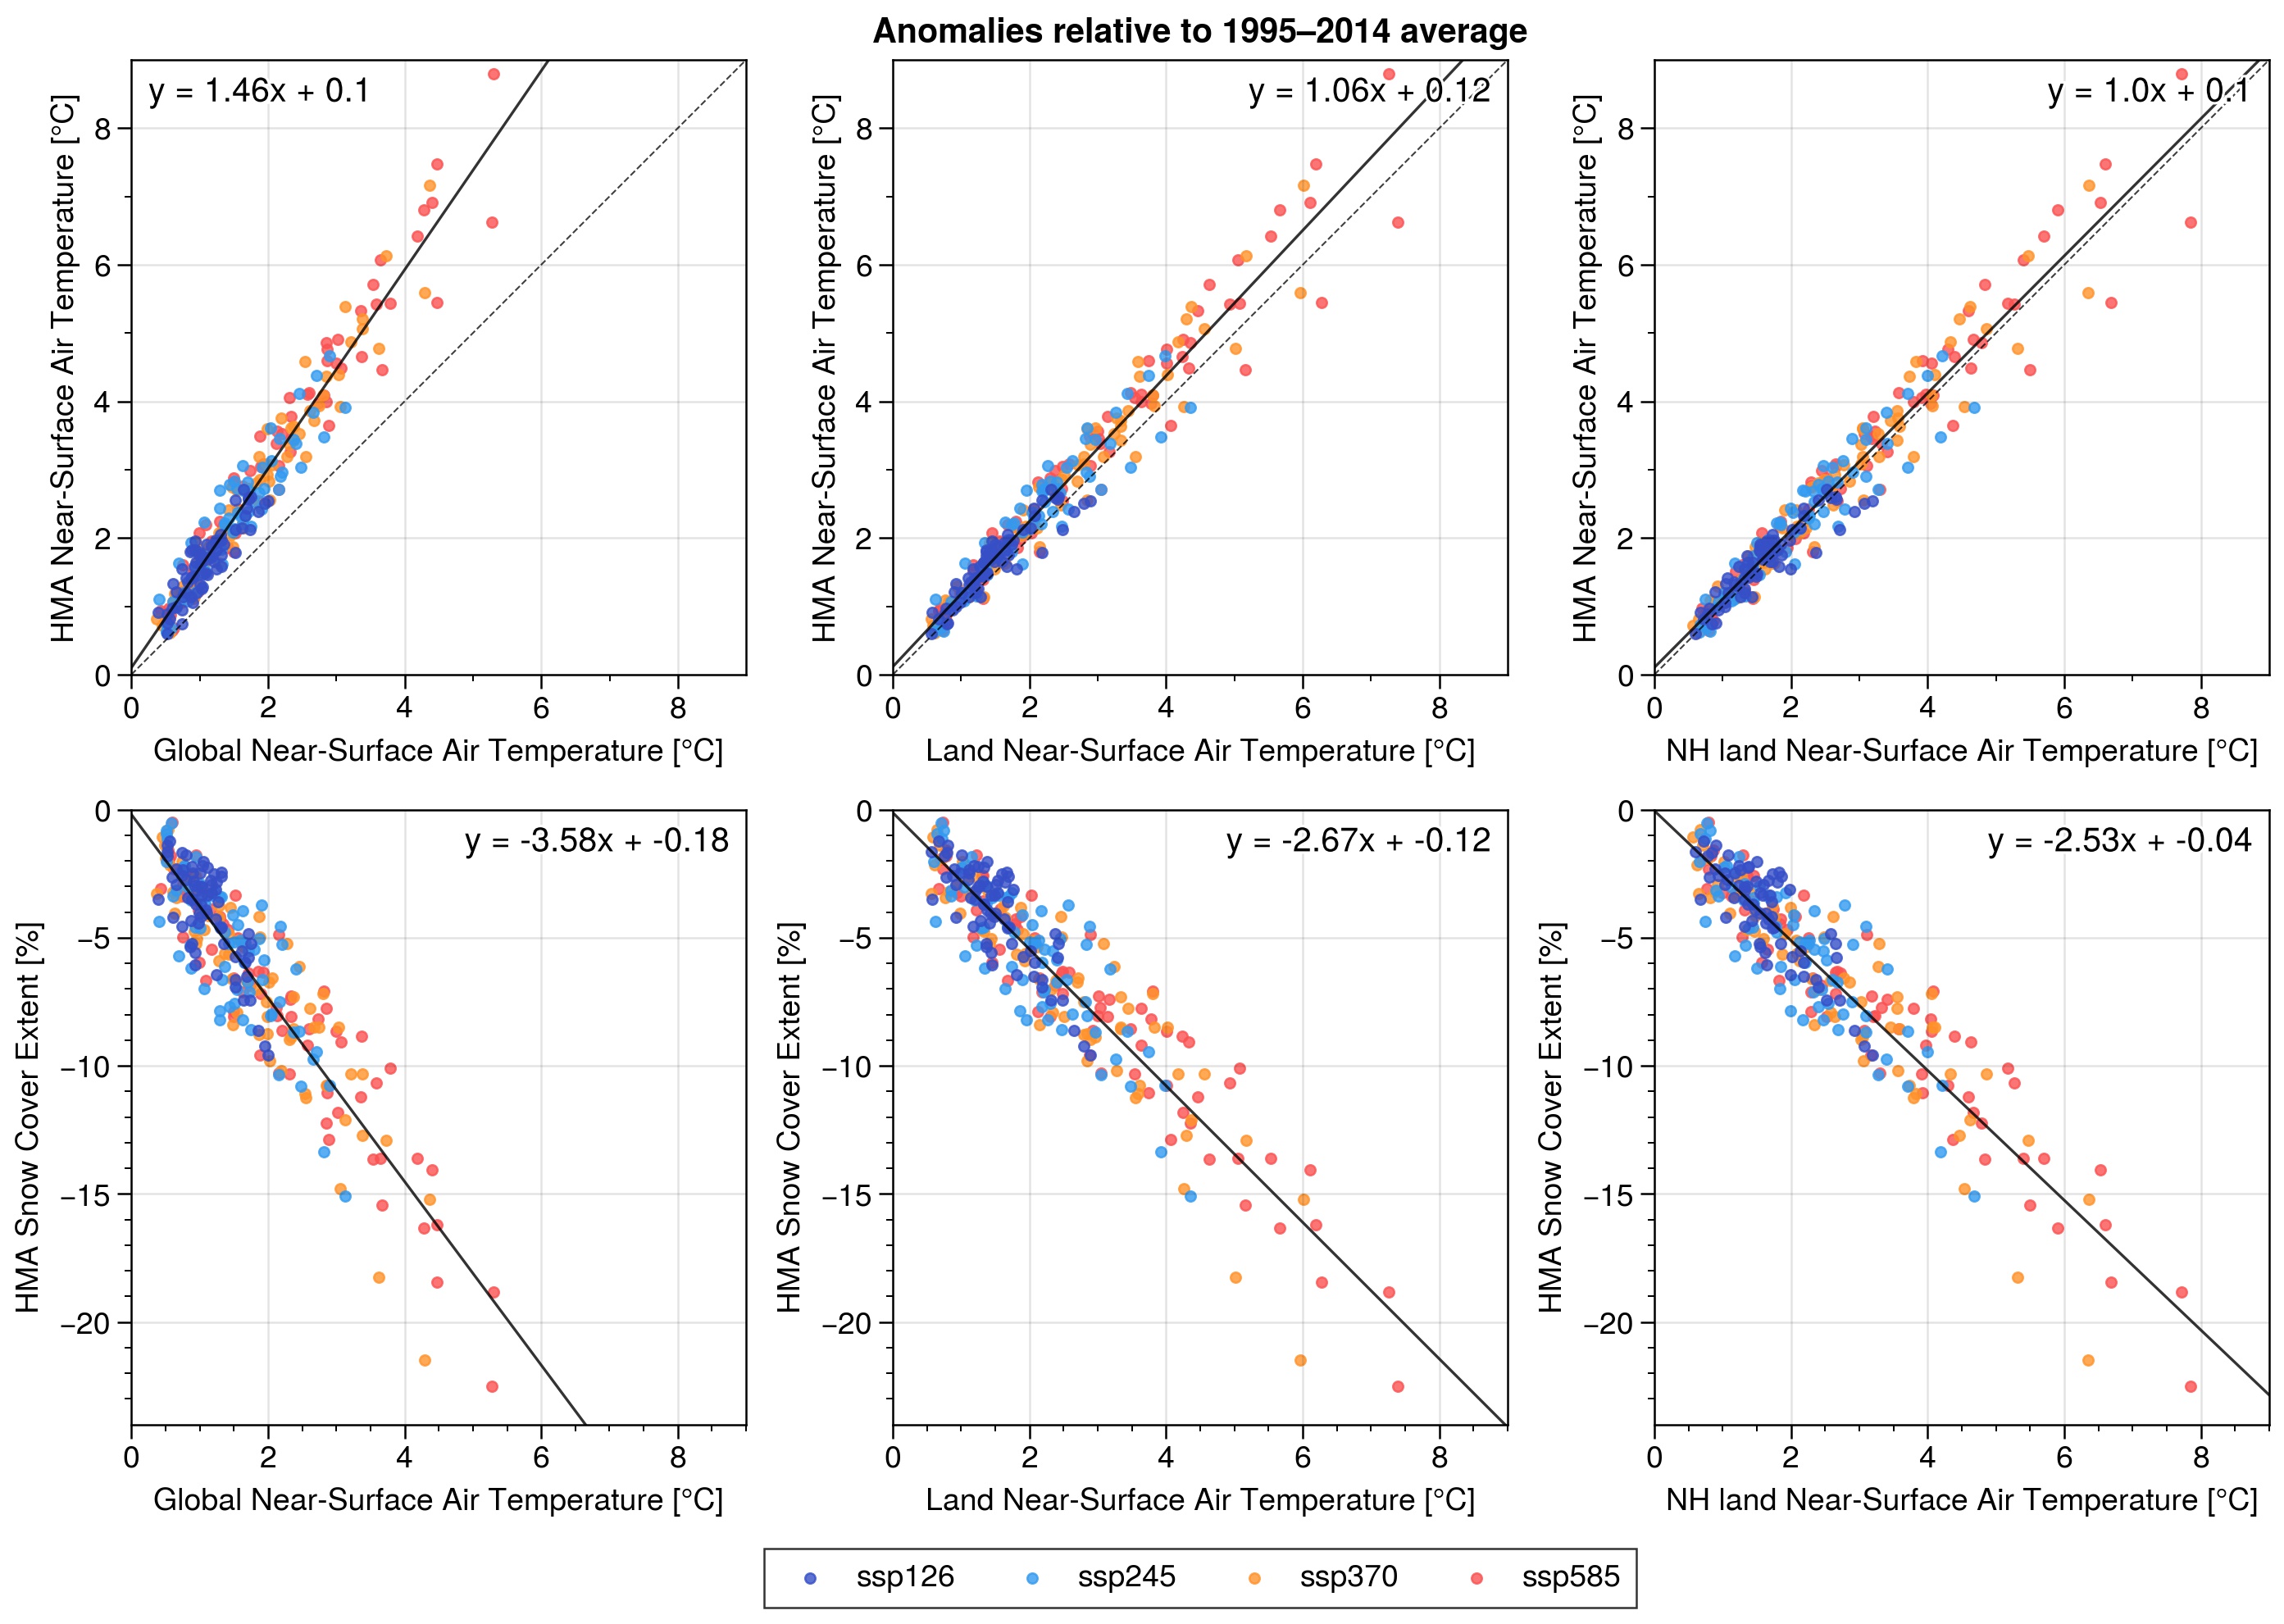 Anomalies relative to 1995–2014 average
y = 1.46x + 0.1
HMA Near-Surface Air Temperature [°C]
8
6
4
2
0
0 2 4 6 8
Global Near-Surface Air Temperature [°C]
y = 1.06x + 0.12
HMA Near-Surface Air Temperature [°C]
8
6
4
2
0
0 2 4 6 8
Land Near-Surface Air Temperature [°C]
y = 1.0x + 0.1
HMA Near-Surface Air Temperature [°C]
8
6
4
2
0
0 2 4 6 8
NH land Near-Surface Air Temperature [°C]
y = -3.58x + -0.18
HMA Snow Cover Extent [%]
0
−5
−10
−15
−20
0 2 4 6 8
Global Near-Surface Air Temperature [°C]
y = -2.67x + -0.12
HMA Snow Cover Extent [%]
0
−5
−10
−15
−20
0 2 4 6 8
Land Near-Surface Air Temperature [°C]
y = -2.53x + -0.04
HMA Snow Cover Extent [%]
0
−5
−10
−15
−20
0 2 4 6 8
NH land Near-Surface Air Temperature [°C]
ssp126 ssp245 ssp370 ssp585